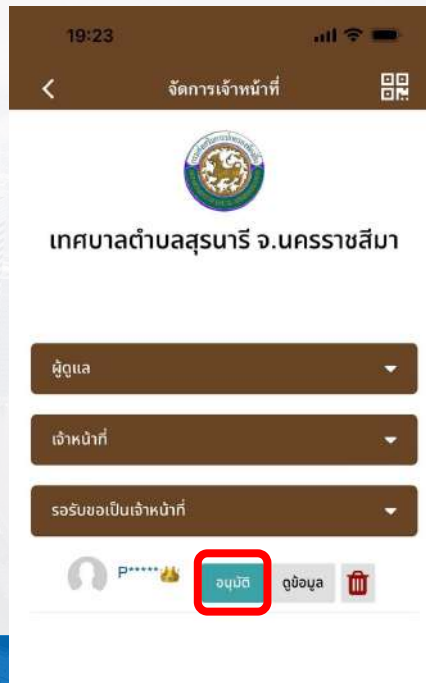 19:23
จัดการเจ้าหน้าที่
เทศบาลตำบลสุรนารี จ.นครราชสีมา
ผู้ดูแล
เจ้าหน้าที่
รอรับขอเป็นเจ้าหน้าที่
P***** อนุมัติ ดูข้อมูล